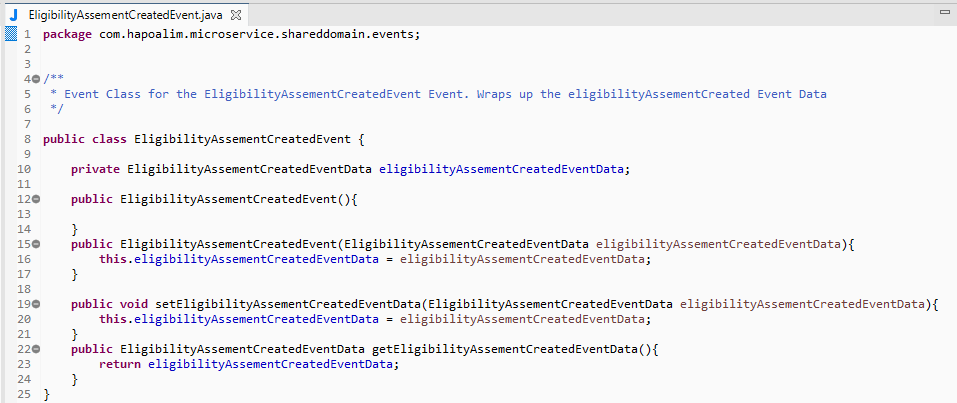 EligibilityAssementCreatedEvent.java
1 package com.hapoalim.microservice.shareddomain.events;
2
3
4 /**
5 * Event Class for the EligibilityAssementCreatedEvent Event. Wraps up the eligibilityAssementCreated Event Data
6 */
7
8 public class EligibilityAssementCreatedEvent {
9
10 private EligibilityAssementCreatedEventData eligibilityAssementCreatedEventData;
11
12 public EligibilityAssementCreatedEvent(){
13
14 }
15 public EligibilityAssementCreatedEvent(EligibilityAssementCreatedEventData eligibilityAssementCreatedEventData){
16 this.eligibilityAssementCreatedEventData = eligibilityAssementCreatedEventData;
17 }
18
19 public void setEligibilityAssementCreatedEventData(EligibilityAssementCreatedEventData eligibilityAssementCreatedEventData){
20 this.eligibilityAssementCreatedEventData = eligibilityAssementCreatedEventData;
21 }
22 public EligibilityAssementCreatedEventData getEligibilityAssementCreatedEventData(){
23 return eligibilityAssementCreatedEventData;
24 }
25 }